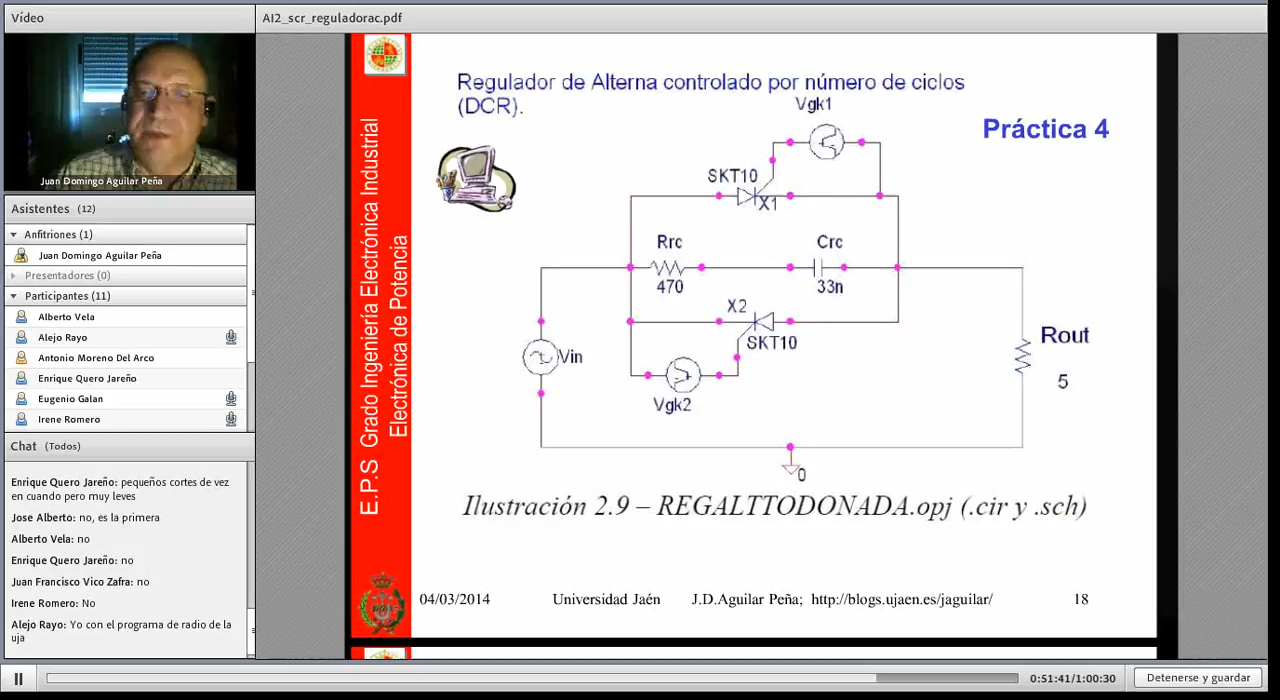 Vídeo
Juan Domingo Aguilar Peña
Asistentes (12)
Anfitriones (1)
Juan Domingo Aguilar Peña
Presentadores (0)
Participantes (11)
Alberto Vela
Alejo Rayo
Antonio Moreno Del Arco
Enrique Quero Jareño
Eugenio Galan
Irene Romero
Chat (Todos)
Enrique Quero Jareño: pequeños cortes de vez
en cuando pero muy leves
Jose Alberto: no, es la primera
Alberto Vela: no
Enrique Quero Jareño: no
Juan Francisco Vico Zafra: no
Irene Romero: No
Alejo Rayo: Yo con el programa de radio de la
uja
AI2_scr_reguladorac.pdf
E.P.S Grado Ingeniería Electrónica Industrial
Electrónica de Potencia
Regulador de Alterna controlado por número de ciclos
(DCR).
Práctica 4
Vgk1
SKT10
X1
Rrc
470
Crc
33n
X2
SKT10
Vin
Vgk2
Rout
5
0
Ilustración 2.9 – REGALTTODONADA.opj (.cir y .sch)
04/03/2014 Universidad Jaén J.D.Aguilar Peña; http://blogs.ujaen.es/jaguilar/ 18
0:51:41/1:00:30
Detenerse y guardar